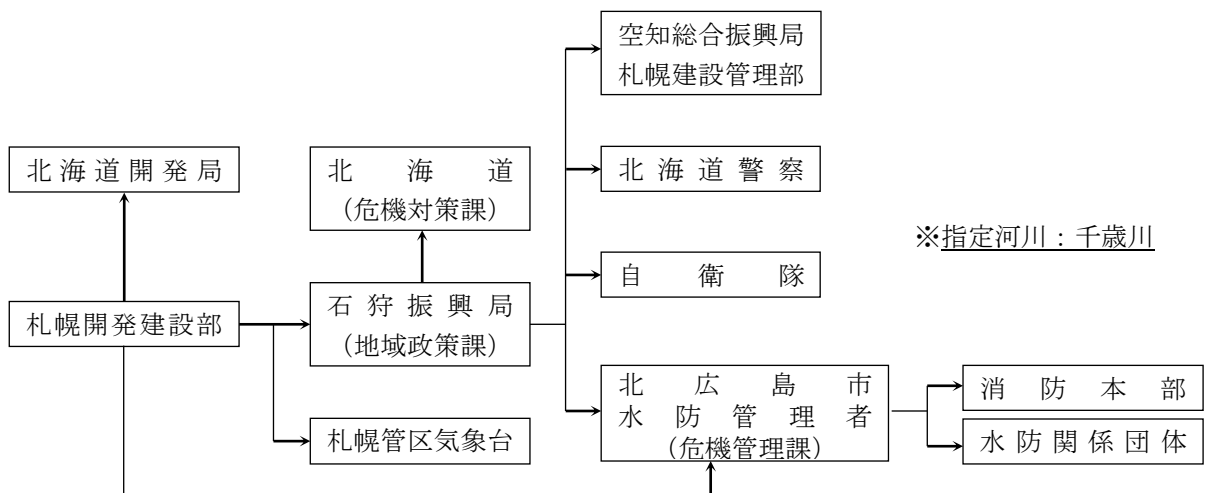 空知総合振興局
札幌建設管理部
北海道開発局
北海道
(危機対策課)
北海道警察
※指定河川:千歳川
自衛隊
札幌開発建設部
石狩振興局
(地域政策課)
北広島市
水防管理者
(危機管理課)
消防本部
札幌管区気象台
水防関係団体